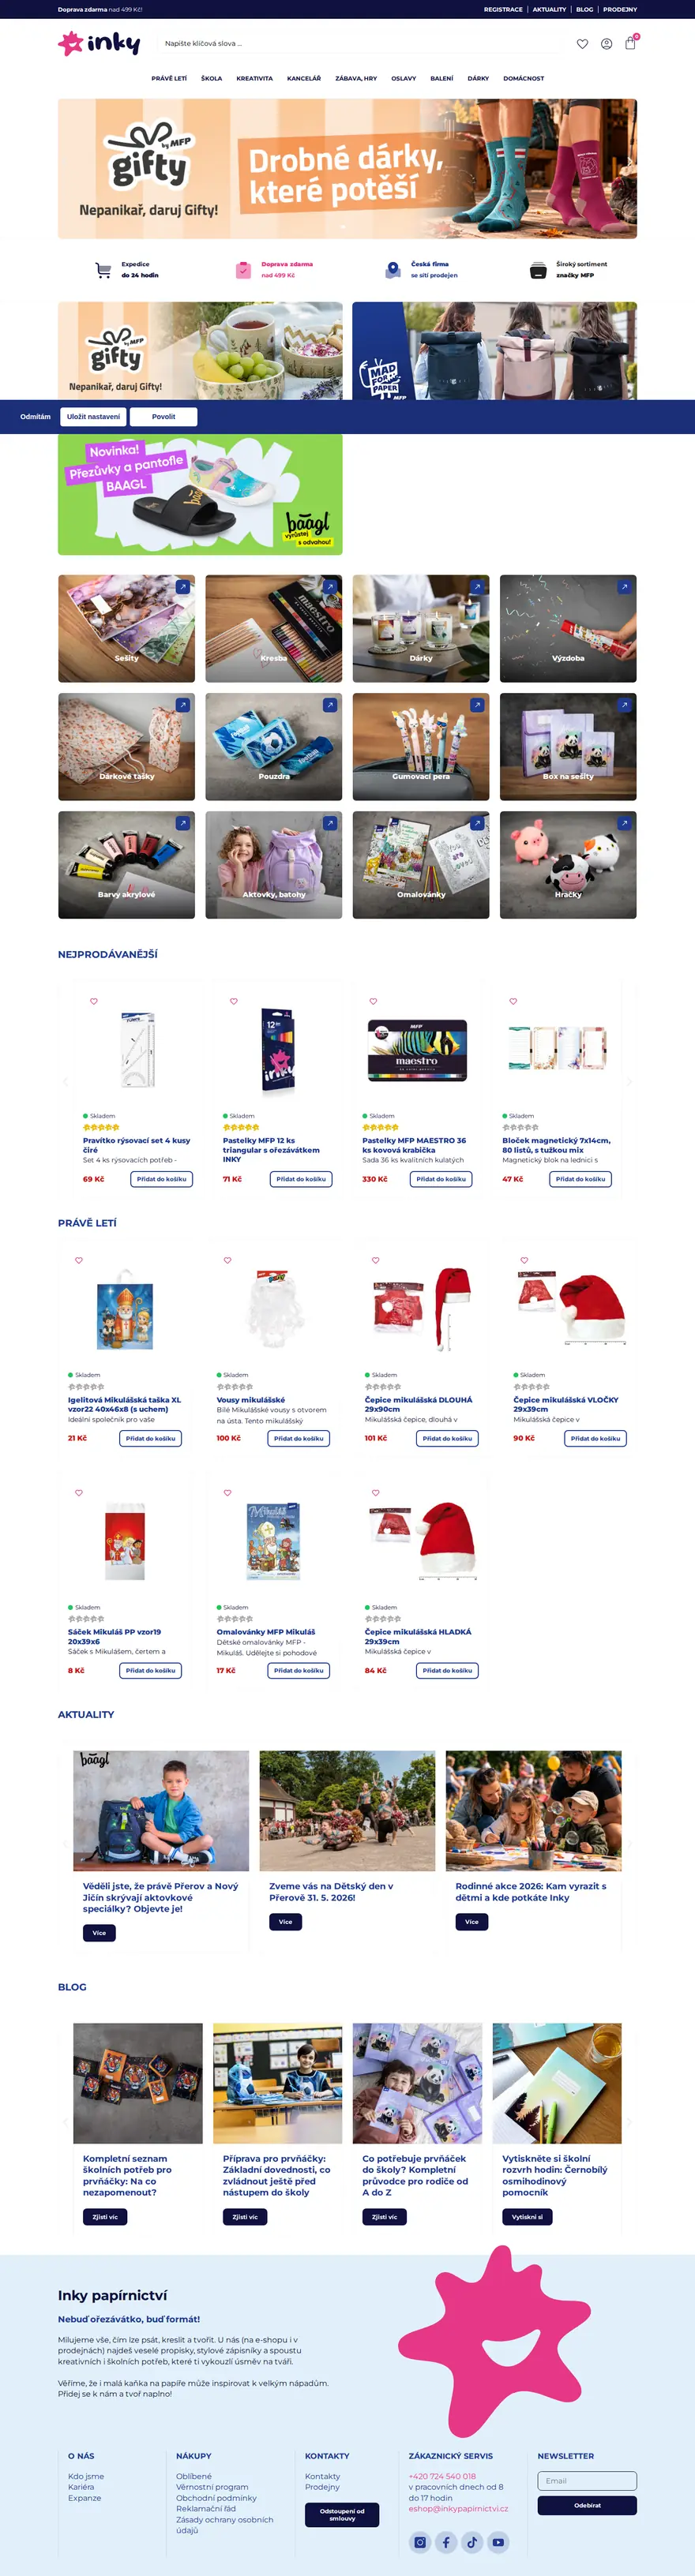 Doprava zdarma nad 499 Kč!
REGISTRACE
AKTUALITY
BLOG
PRODEJNY
inky
Napište klíčová slova ...
0
PRÁVĚ LETÍ
ŠKOLA
KREATIVITA
KANCELÁŘ
ZÁBAVA, HRY
OSLAVY
BALENÍ
DÁRKY
DOMÁCNOST
gifty
by MFP
Nepanikař, daruj Gifty!
Drobné dárky,
které potěší
Expedice
do 24 hodin
Doprava zdarma
nad 499 Kč
Česká firma
se sítí prodejen
Široký sortiment
značky MFP
gifty
by MFP
Nepanikař, daruj Gifty!
MAD
FOR
PAPER
MFP
Odmítám
Uložit nastavení
Povolit
Novinka!
Přezůvky a pantofle
BAAGL
baagl
vyrůstej
s odvahou!
Sešity
Kresba
Dárky
Výzdoba
Dárkové tašky
Pouzdra
Gumovací pera
Box na sešity
Barvy akrylové
Aktovky, batohy
Omalovánky
Hračky
NEJPRODÁVANĚJŠÍ
Skladem
Pravítko rýsovací set 4 kusy
čiré
Set 4 ks rýsovacích potřeb -
69 Kč
Přidat do košíku
Skladem
Pastelky MFP 12 ks
triangular s ořezávátkem
INKY
71 Kč
Přidat do košíku
Skladem
Pastelky MFP MAESTRO 36
ks kovová krabička
Sada 36 ks kvalitních kulatých
330 Kč
Přidat do košíku
Skladem
Bloček magnetický 7x14cm,
80 listů, s tužkou mix
Magnetický blok na lednici s
47 Kč
Přidat do košíku
PRÁVĚ LETÍ
Skladem
Igelitová Mikulášská taška XL
vzor22 40x46x8 (s uchem)
Ideální společník pro vaše
21 Kč
Přidat do košíku
Skladem
Vousy mikulášské
Bílé Mikulášské vousy s otvorem
na ústa. Tento mikulášský
100 Kč
Přidat do košíku
Skladem
Čepice mikulášská DLOUHÁ
29x90cm
Mikulášská čepice, dlouhá v
101 Kč
Přidat do košíku
Skladem
Čepice mikulášská VLOČKY
29x39cm
Mikulášská čepice v
90 Kč
Přidat do košíku
Skladem
Sáček Mikuláš PP vzor19
20x39x6
Sáček s Mikulášem, čertem a
8 Kč
Přidat do košíku
Skladem
Omalovánky MFP Mikuláš
Dětské omalovánky MFP -
Mikuláš. Udělejte si pohodové
17 Kč
Přidat do košíku
Skladem
Čepice mikulášská HLADKÁ
29x39cm
Mikulášská čepice v
84 Kč
Přidat do košíku
AKTUALITY
baagl
Věděli jste, že právě Přerov a Nový
Jičín skrývají aktovkové
speciálky? Objevte je!
Více
Zveme vás na Dětský den v
Přerově 31. 5. 2026!
Více
Rodinné akce 2026: Kam vyrazit s
dětmi a kde potkáte Inky
Více
BLOG
Kompletní seznam
školních potřeb pro
prvňáčky: Na co
nezapomenout?
Zjisti víc
Příprava pro prvňáčky:
Základní dovednosti, co
zvládnout ještě před
nástupem do školy
Zjisti víc
Co potřebuje prvňáček
do školy? Kompletní
průvodce pro rodiče od
A do Z
Zjisti víc
Vytiskněte si školní
rozvrh hodin: Černobílý
osmihodinový
pomocník
Vytiskni si
Inky papírnictví
Nebuď ořezávátko, buď formát!
Milujeme vše, čím lze psát, kreslit a tvořit. U nás (na e-shopu i v
prodejnách) najdeš veselé propisky, stylové zápisníky a spoustu
kreativních i školních potřeb, které ti vykouzlí úsměv na tváři.
Věříme, že i malá kaňka na papíře může inspirovat k velkým nápadům.
Přidej se k nám a tvoř naplno!
O NÁS
Kdo jsme
Kariéra
Expanze
NÁKUPY
Oblíbené
Věrnostní program
Obchodní podmínky
Reklamační řád
Zásady ochrany osobních
údajů
KONTAKTY
Kontakty
Prodejny
Odstoupení od
smlouvy
ZÁKAZNICKÝ SERVIS
+420 724 540 018
v pracovních dnech od 8
do 17 hodin
eshop@inkypapirnictvi.cz
NEWSLETTER
Email
Odebírat